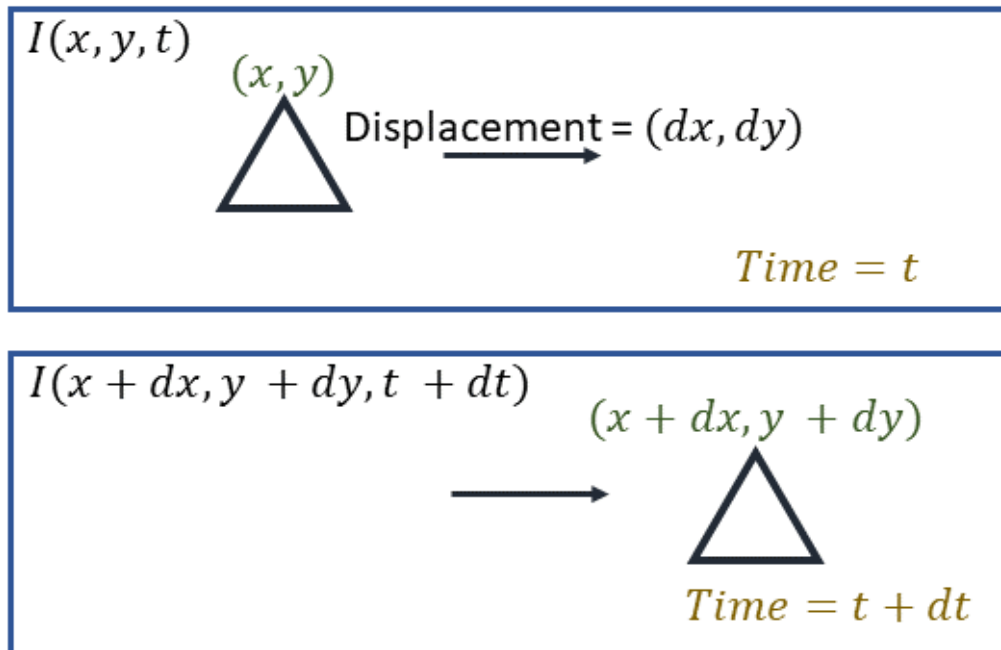 I(x, y, t)
(x, y)
Displacement = (dx, dy)
Time = t
I(x + dx, y + dy, t + dt)
(x + dx, y + dy)
Time = t + dt